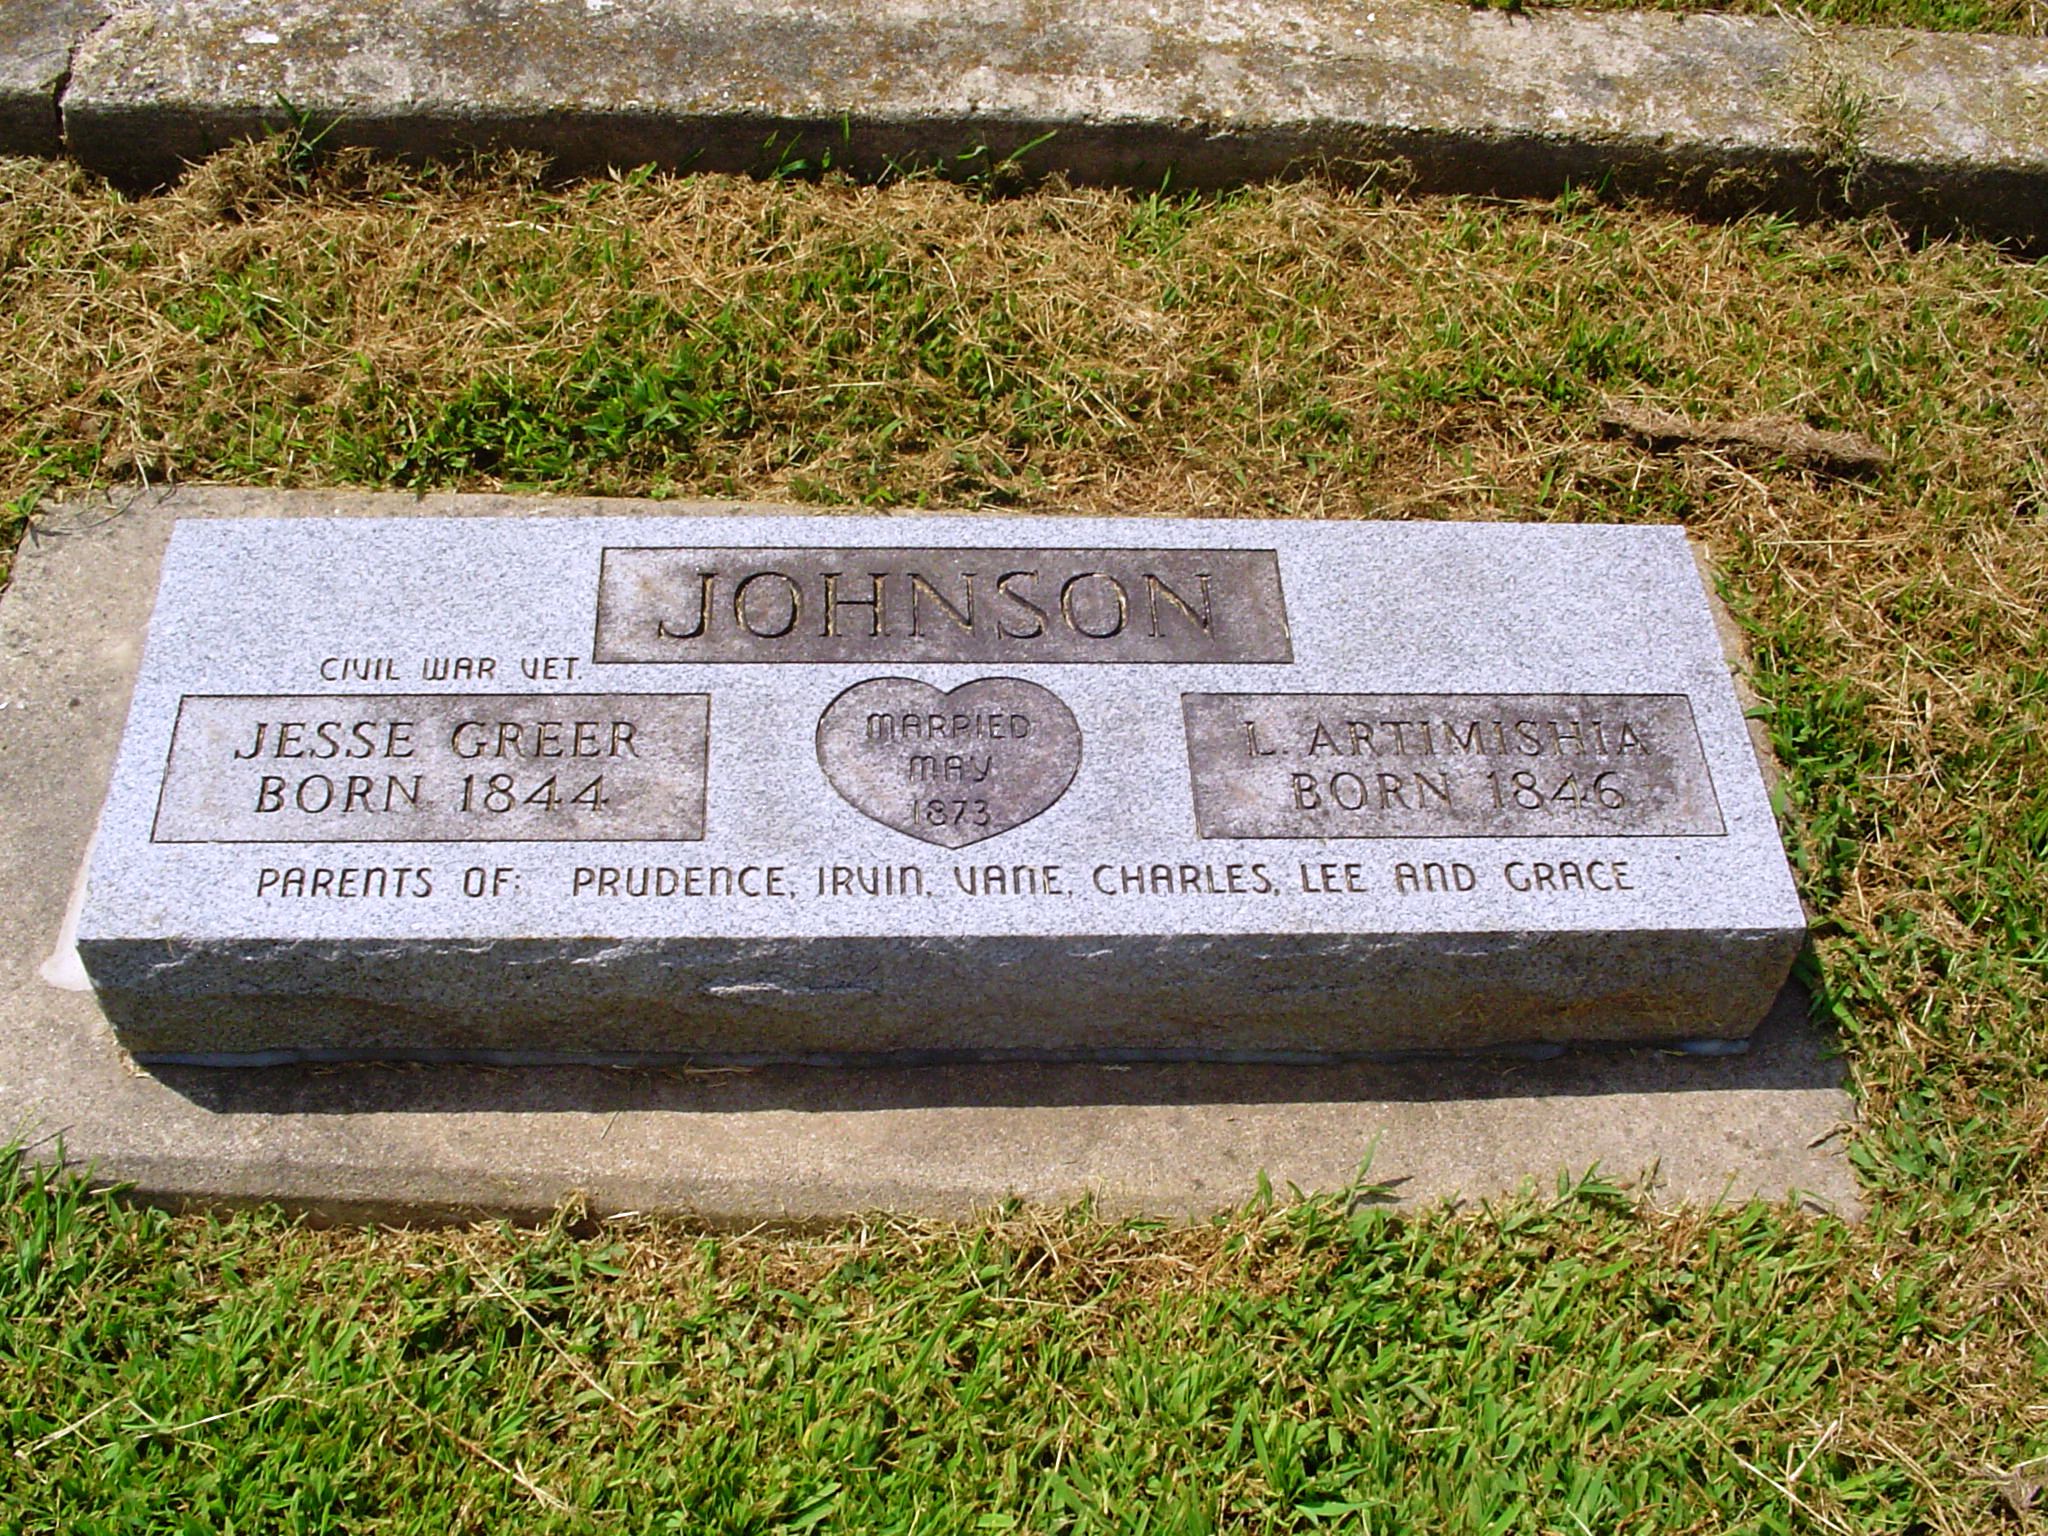 JOHNSON
CIVIL WAR VET.
JESSE GREER
BORN 1844
MARRIED
MAY
1873
L. ARTIMISHIA
BORN 1846
PARENTS OF: PRUDENCE, IRVIN, VANE, CHARLES, LEE AND GRACE